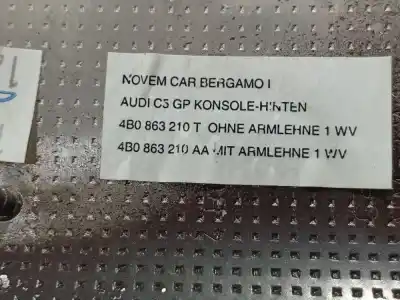 NOVEM CAR BERGAMO I
AUDI C5 GP KONSOLE-HINTEN
4B0 863 210 T OHNE ARMLEHNE 1 WV
4B0 863 210 AA MIT ARMLEHNE 1 WV